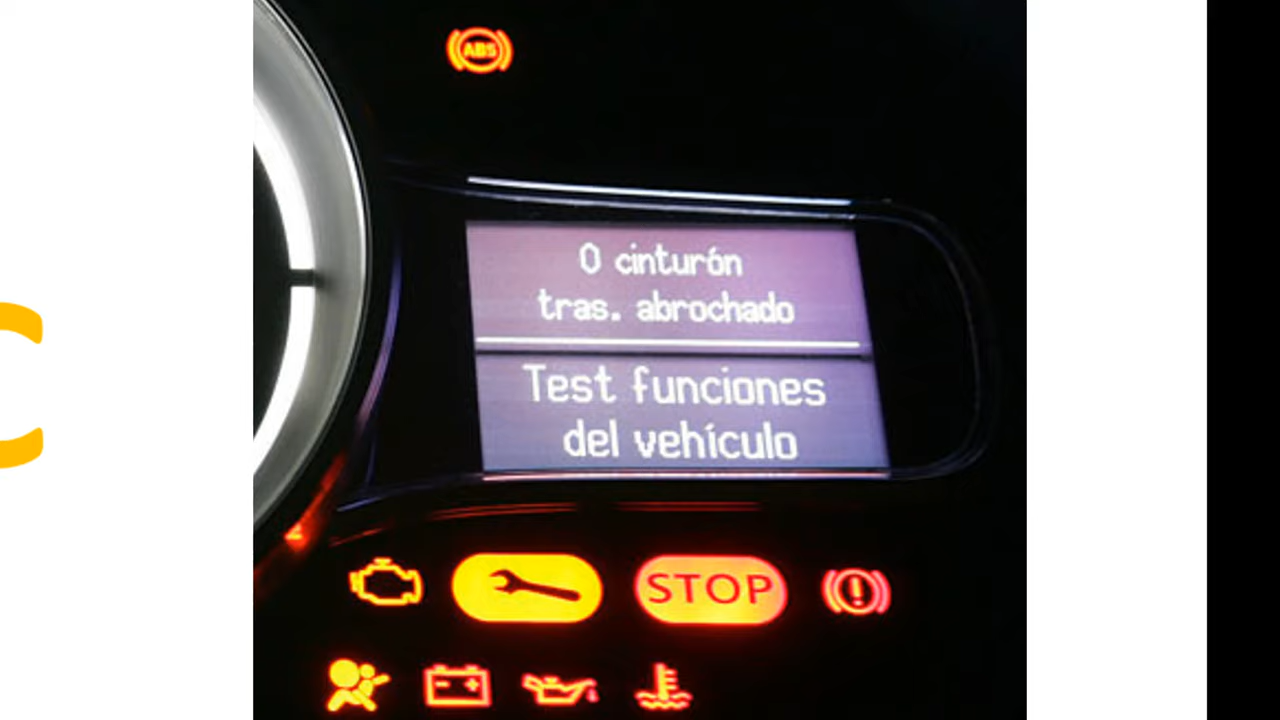 ABS
0 cinturón
tras. abrochado
Test funciones
del vehículo
STOP